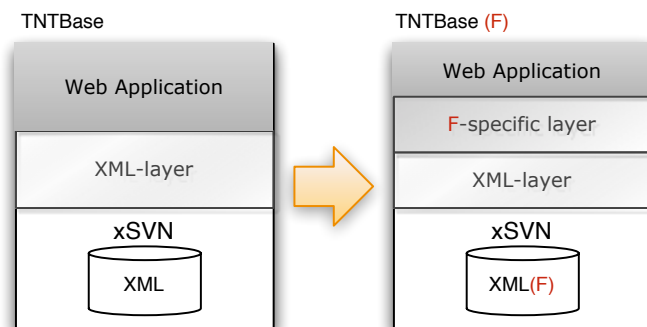 TNTBase
Web Application
XML-layer
xSVN
XML
TNTBase (F)
Web Application
F-specific layer
XML-layer
xSVN
XML(F)